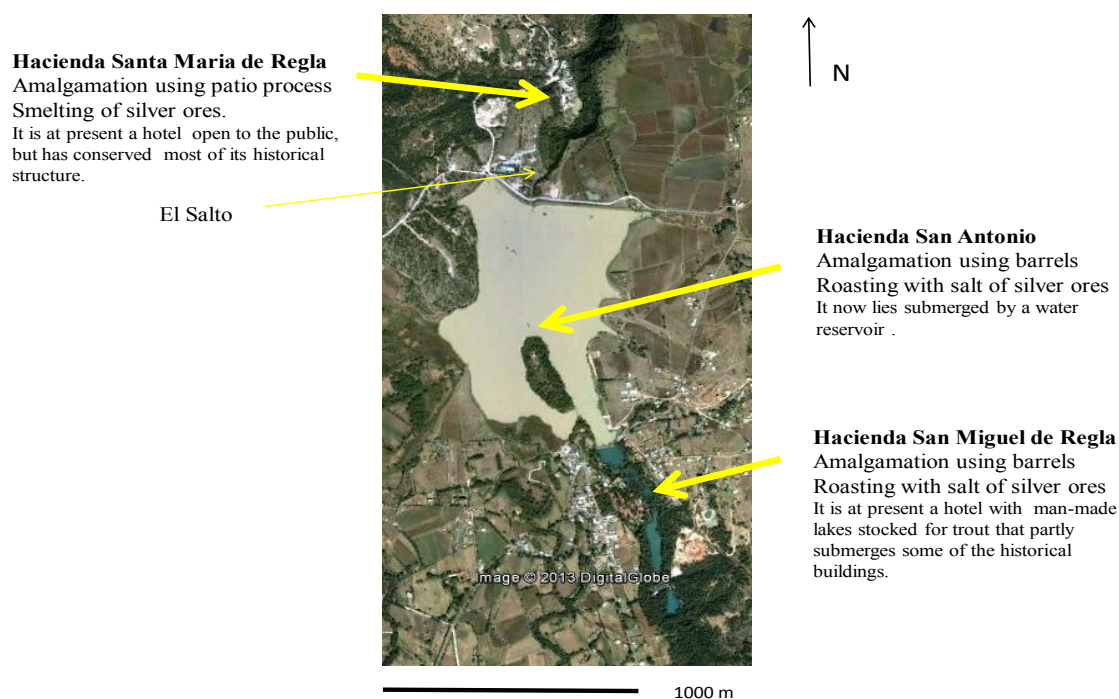 Hacienda Santa Maria de Regla
Amalgamation using patio process
Smelting of silver ores.
It is at present a hotel open to the public,
but has conserved most of its historical
structure.
El Salto
N
Hacienda San Antonio
Amalgamation using barrels
Roasting with salt of silver ores
It now lies submerged by a water
reservoir .
Hacienda San Miguel de Regla
Amalgamation using barrels
Roasting with salt of silver ores
It is at present a hotel with man-made
lakes stocked for trout that partly
submerges some of the historical
buildings.
mage © 2013 DigitalGlobe
1000 m